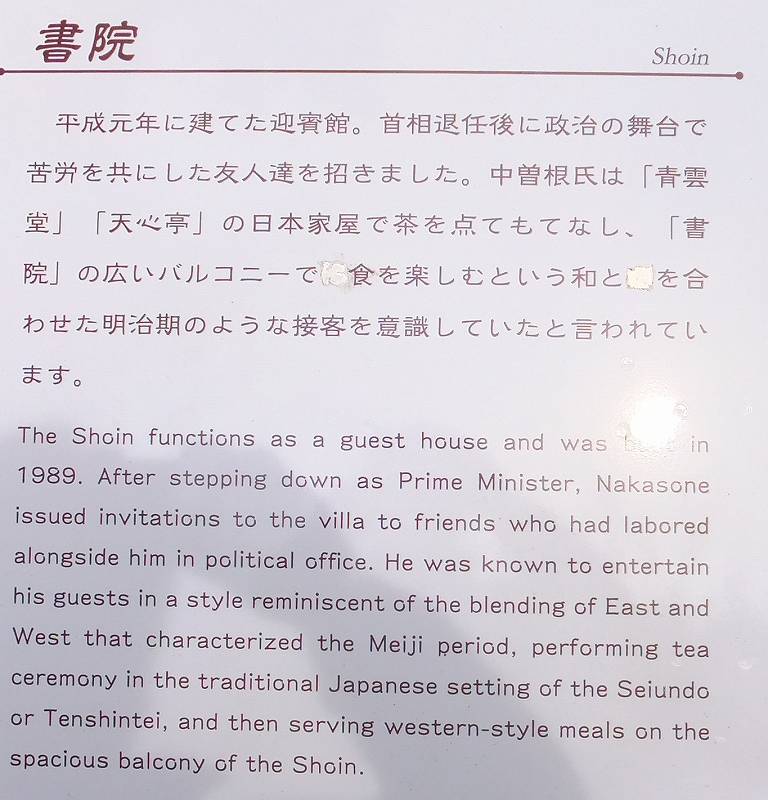 書院
Shoin
平成元年に建てた迎賓館。首相退任後に政治の舞台で
苦労を共にした友人達を招きました。中曽根氏は「青雲
堂」「天心亭」の日本家屋で茶を点てもてなし、「書
院」の広いバルコニーで食を楽しむという和とを合
わせた明治期のような接客を意識していたと言われてい
ます。
The Shoin functions as a guest house and was in
1989. After stepping down as Prime Minister, Nakasone
issued invitations to the villa to friends who had labored
alongside him in political office. He was known to entertain
his guests in a style reminiscent of the blending of East and
West that characterized the Meiji period, performing tea
ceremony in the traditional Japanese setting of the Seiundo
or Tenshintei, and then serving western-style meals on the
spacious balcony of the Shoin.